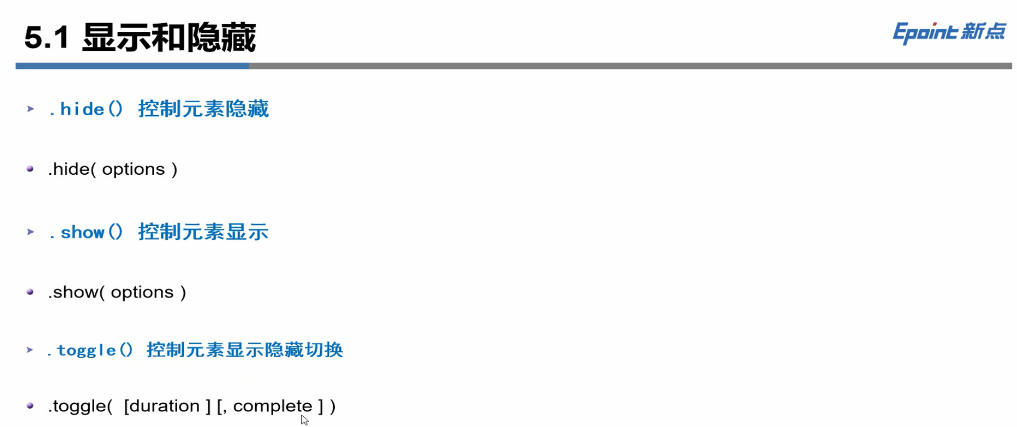 5.1 显示和隐藏
Epoint 新点
.hide() 控制元素隐藏
.hide( options )
.show() 控制元素显示
.show( options )
.toggle() 控制元素显示隐藏切换
.toggle( [duration ] [, complete ] )